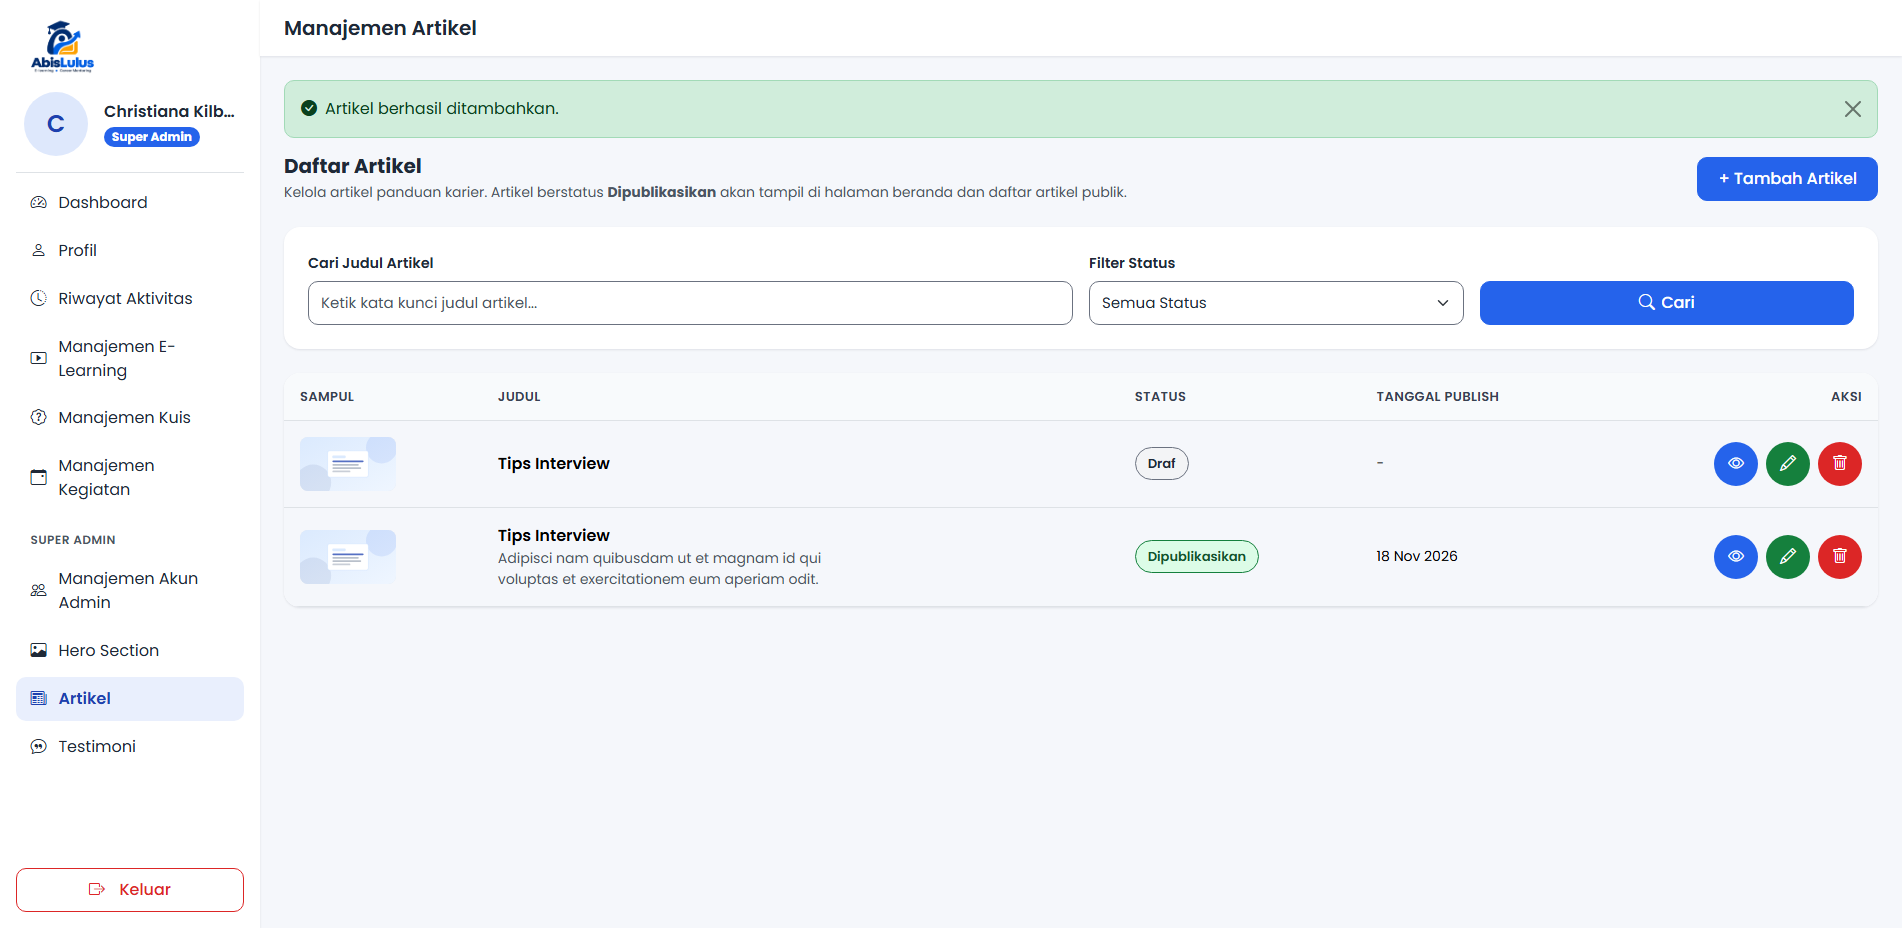 AbisLulus
C
Christiana Kilb...
Super Admin
Dashboard
Profil
Riwayat Aktivitas
Manajemen E-
Learning
Manajemen Kuis
Manajemen
Kegiatan
SUPER ADMIN
Manajemen Akun
Admin
Hero Section
Artikel
Testimoni
Keluar
Manajemen Artikel
Artikel berhasil ditambahkan.
Daftar Artikel
Kelola artikel panduan karier. Artikel berstatus Dipublikasikan akan tampil di halaman beranda dan daftar artikel publik.
+ Tambah Artikel
Cari Judul Artikel
Ketik kata kunci judul artikel...
Filter Status
Semua Status
Cari
SAMPUL JUDUL STATUS TANGGAL PUBLISH AKSI
Tips Interview Draf -
Tips Interview
Adipisci nam quibusdam ut et magnam id qui
voluptas et exercitationem eum aperiam odit.
Dipublikasikan
18 Nov 2026